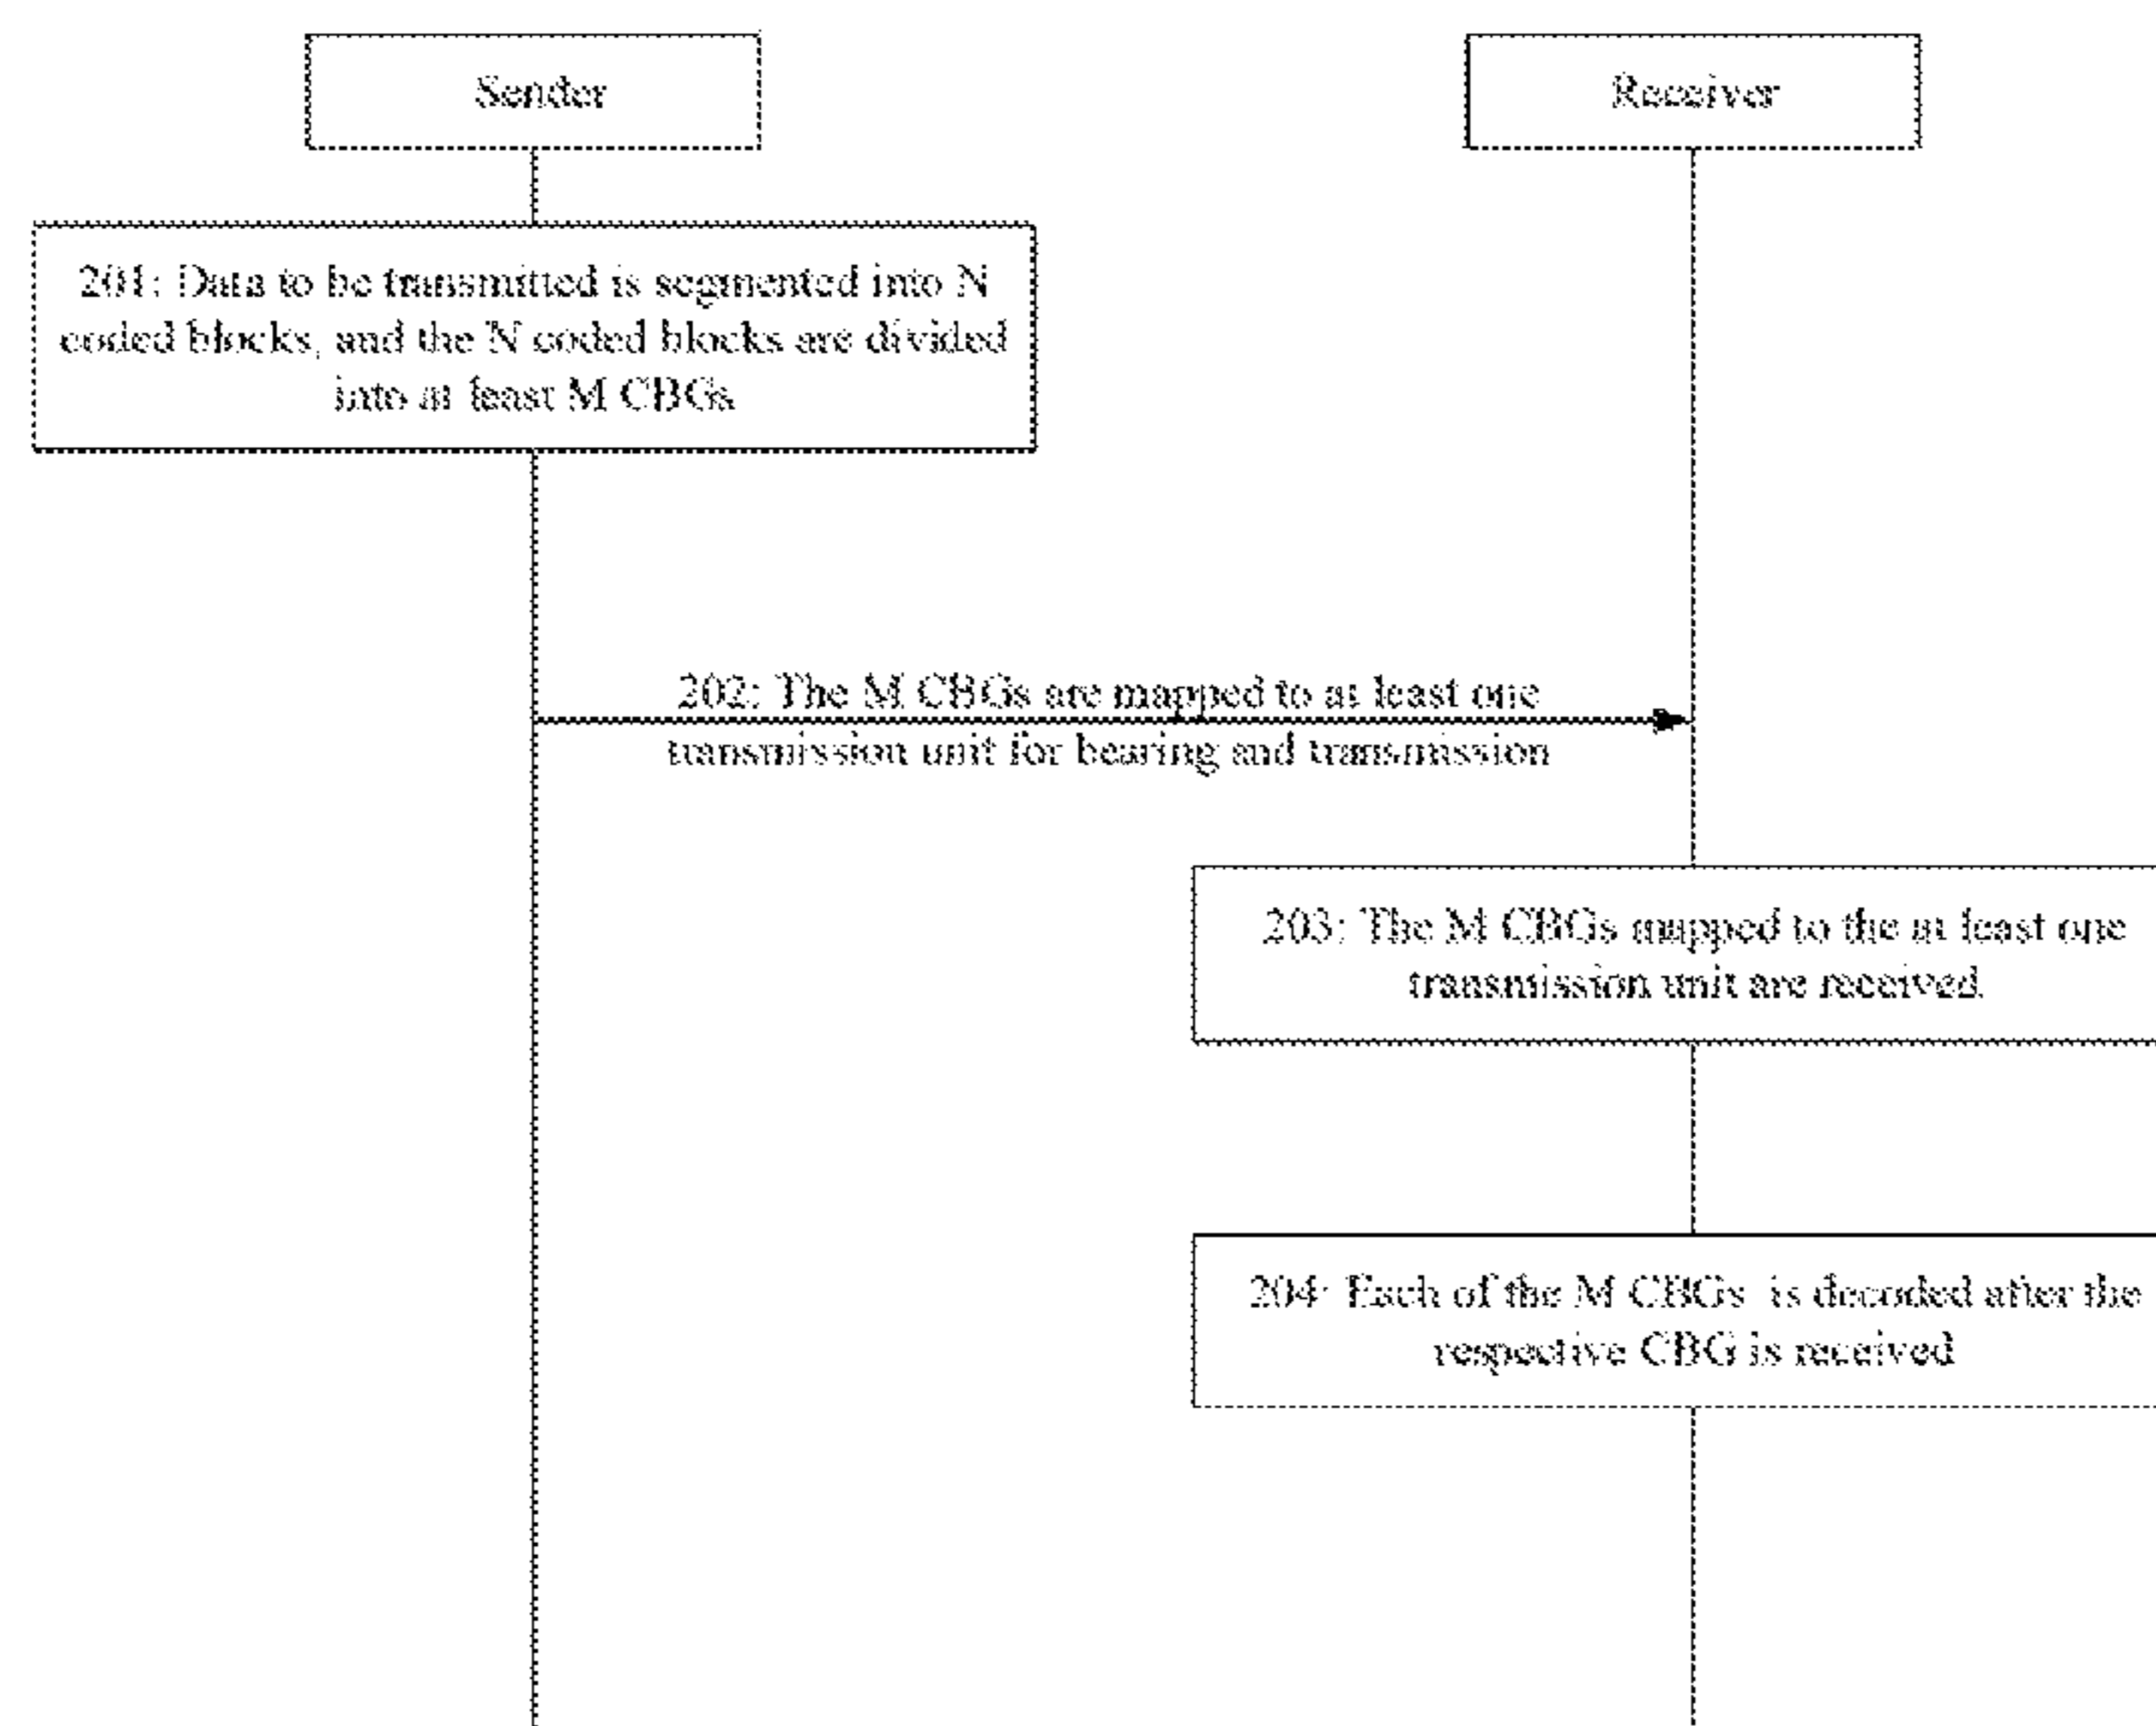 Sender
Receiver
201: Data to be transmitted is segmented into N
coded blocks, and the N coded blocks are divided
into at least M CBGs
202: The M CBGs are mapped to at least one
transmission unit for bearing and transmission
203: The M CBGs mapped to the at least one
transmission unit are received
204: Each of the M CBGs is decoded after the
respective CBG is received